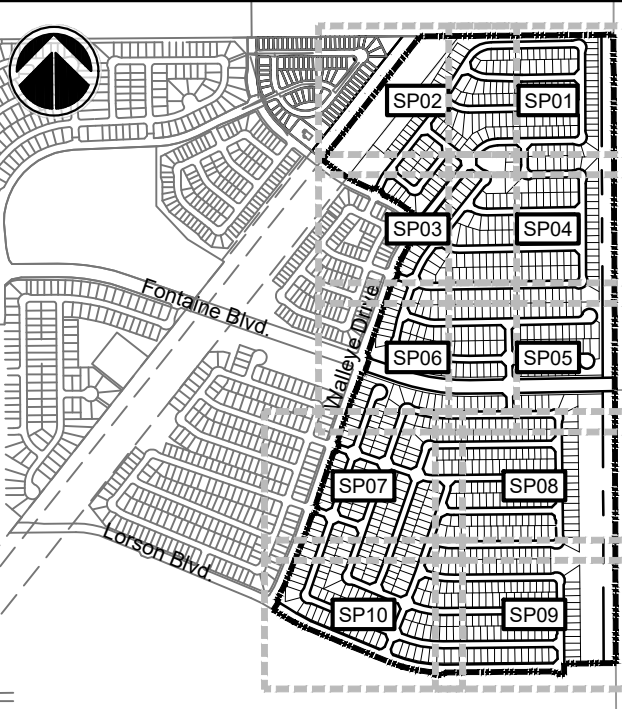 SP02
SP01
SP03
SP04
Fontaine Blvd.
Walleye Drive
SP06
SP05
SP07
SP08
Lorson Blvd.
SP10
SP09